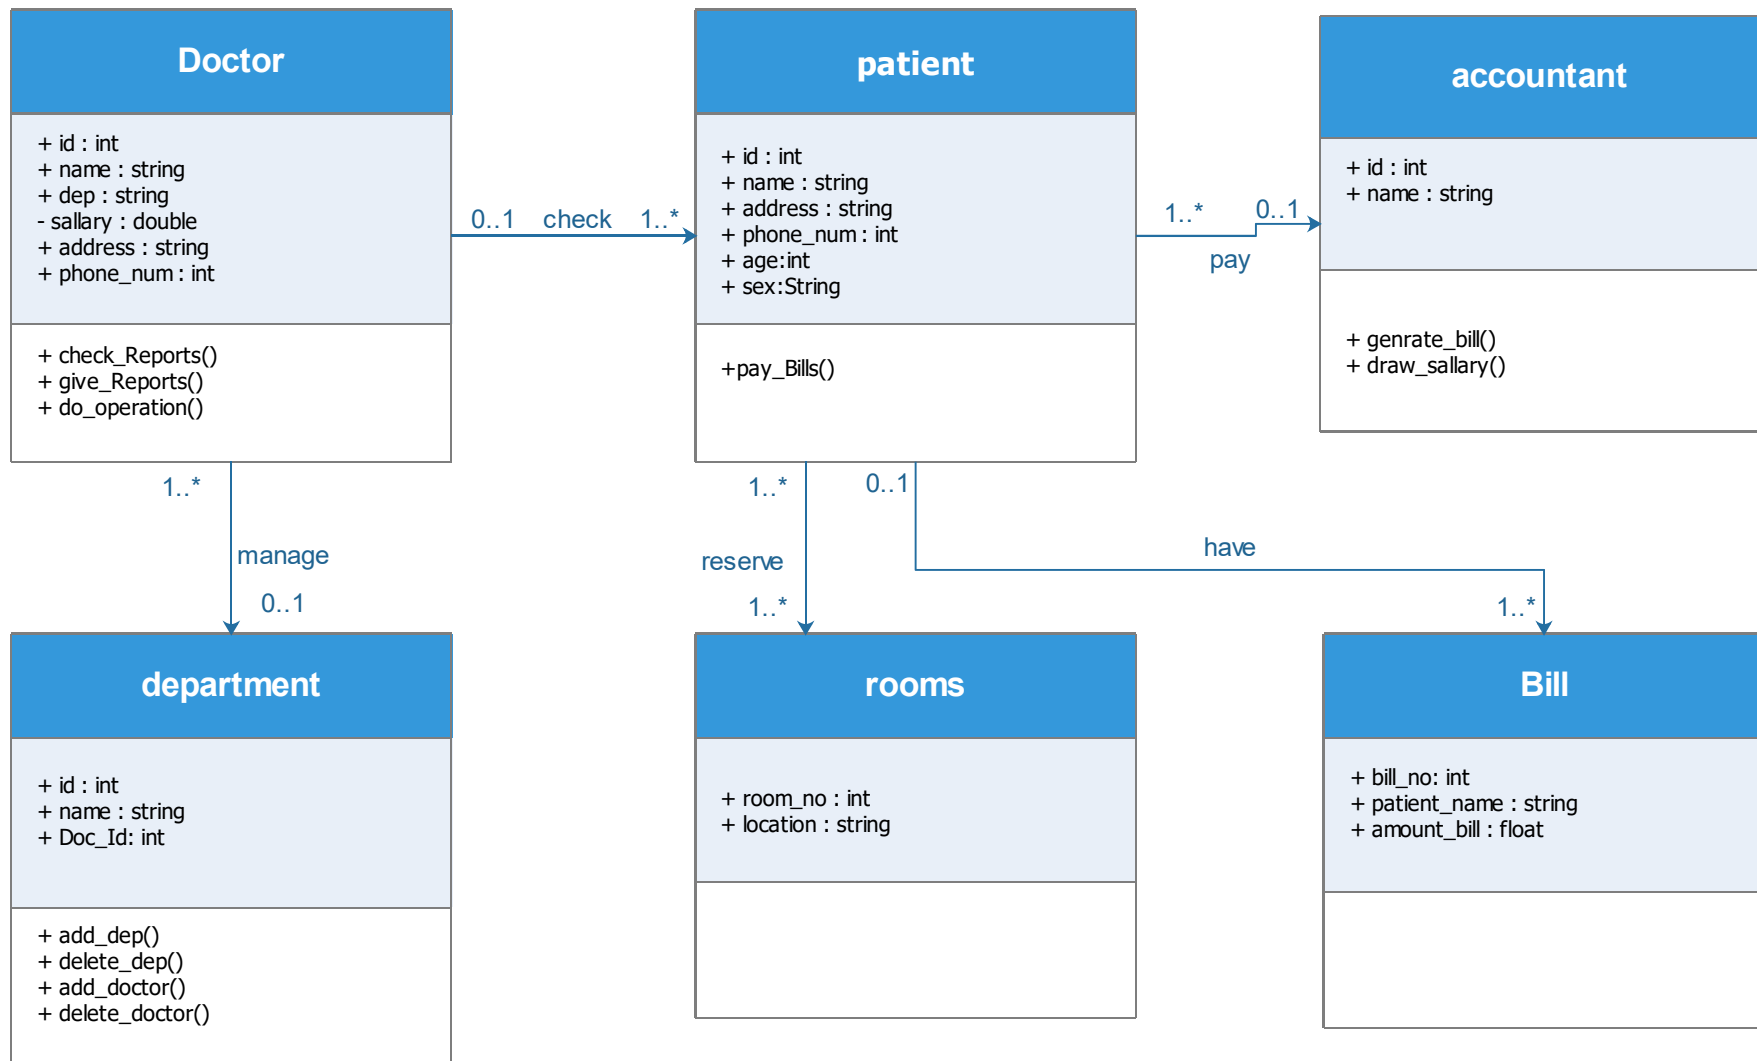 Doctor
+ id : int
+ name : string
+ dep : string
- sallary : double
+ address : string
+ phone_num : int
+ check_Reports()
+ give_Reports()
+ do_operation()
0..1 check 1..*
patient
+ id : int
+ name : string
+ address : string
+ phone_num : int
+ age:int
+ sex:String
+pay_Bills()
1..* 0..1
pay
accountant
+ id : int
+ name : string
+ genrate_bill()
+ draw_sallary()
1..*
manage
0..1
1..*
reserve
1..*
0..1
have
1..*
department
+ id : int
+ name : string
+ Doc_Id: int
+ add_dep()
+ delete_dep()
+ add_doctor()
+ delete_doctor()
rooms
+ room_no : int
+ location : string
Bill
+ bill_no: int
+ patient_name : string
+ amount_bill : float